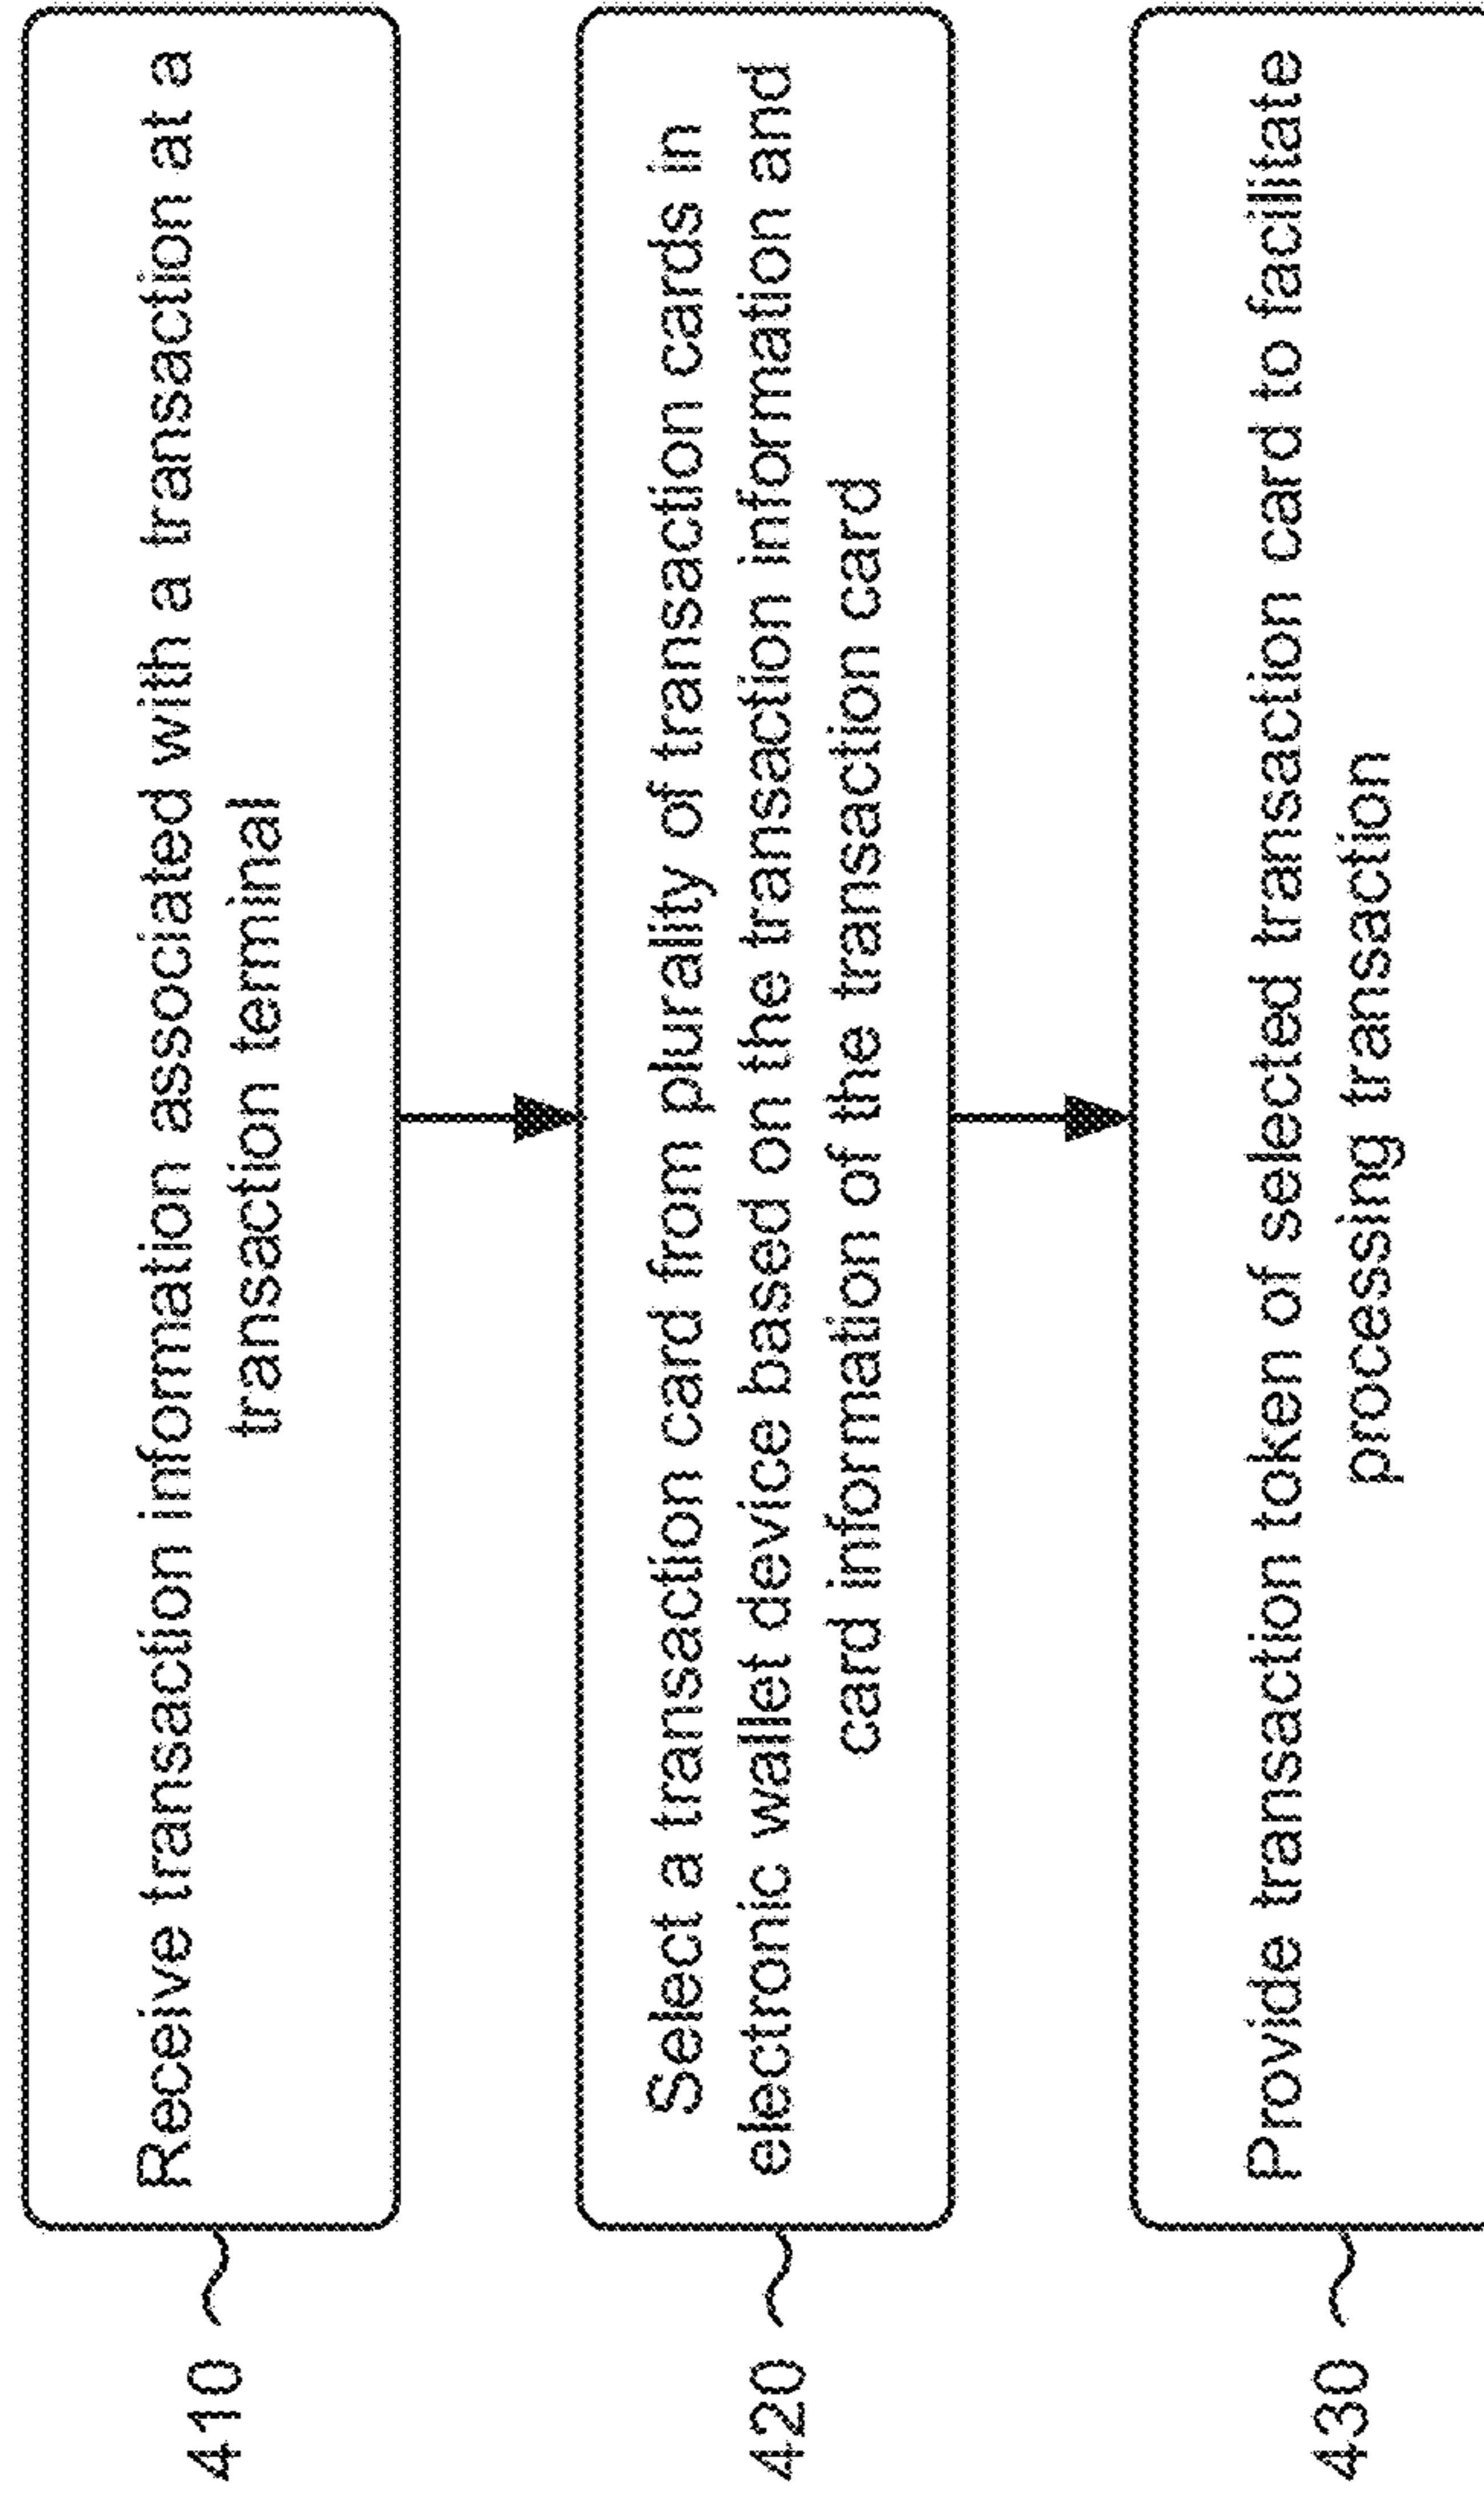 410
Receive transaction information associated with a transaction at a
transaction terminal
420
Select a transaction card from plurality of transaction cards in
electronic wallet device based on the transaction information and
card information of the transaction card
430
Provide transaction token of selected transaction card to facilitate
processing transaction